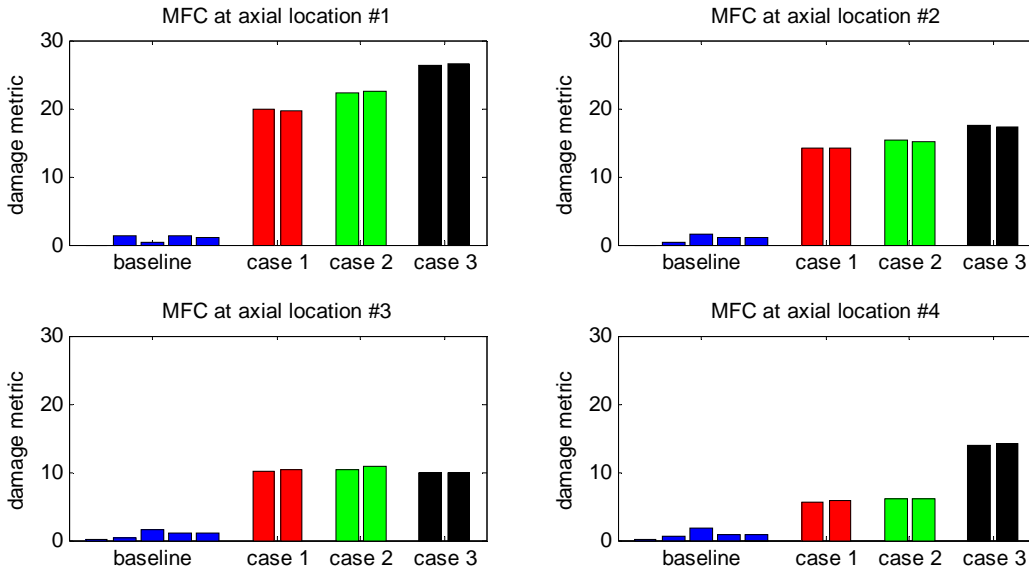 MFC at axial location #1
30
20
10
0
damage metric
baseline case 1 case 2 case 3
MFC at axial location #2
30
20
10
0
damage metric
baseline case 1 case 2 case 3
MFC at axial location #3
30
20
10
0
damage metric
baseline case 1 case 2 case 3
MFC at axial location #4
30
20
10
0
damage metric
baseline case 1 case 2 case 3